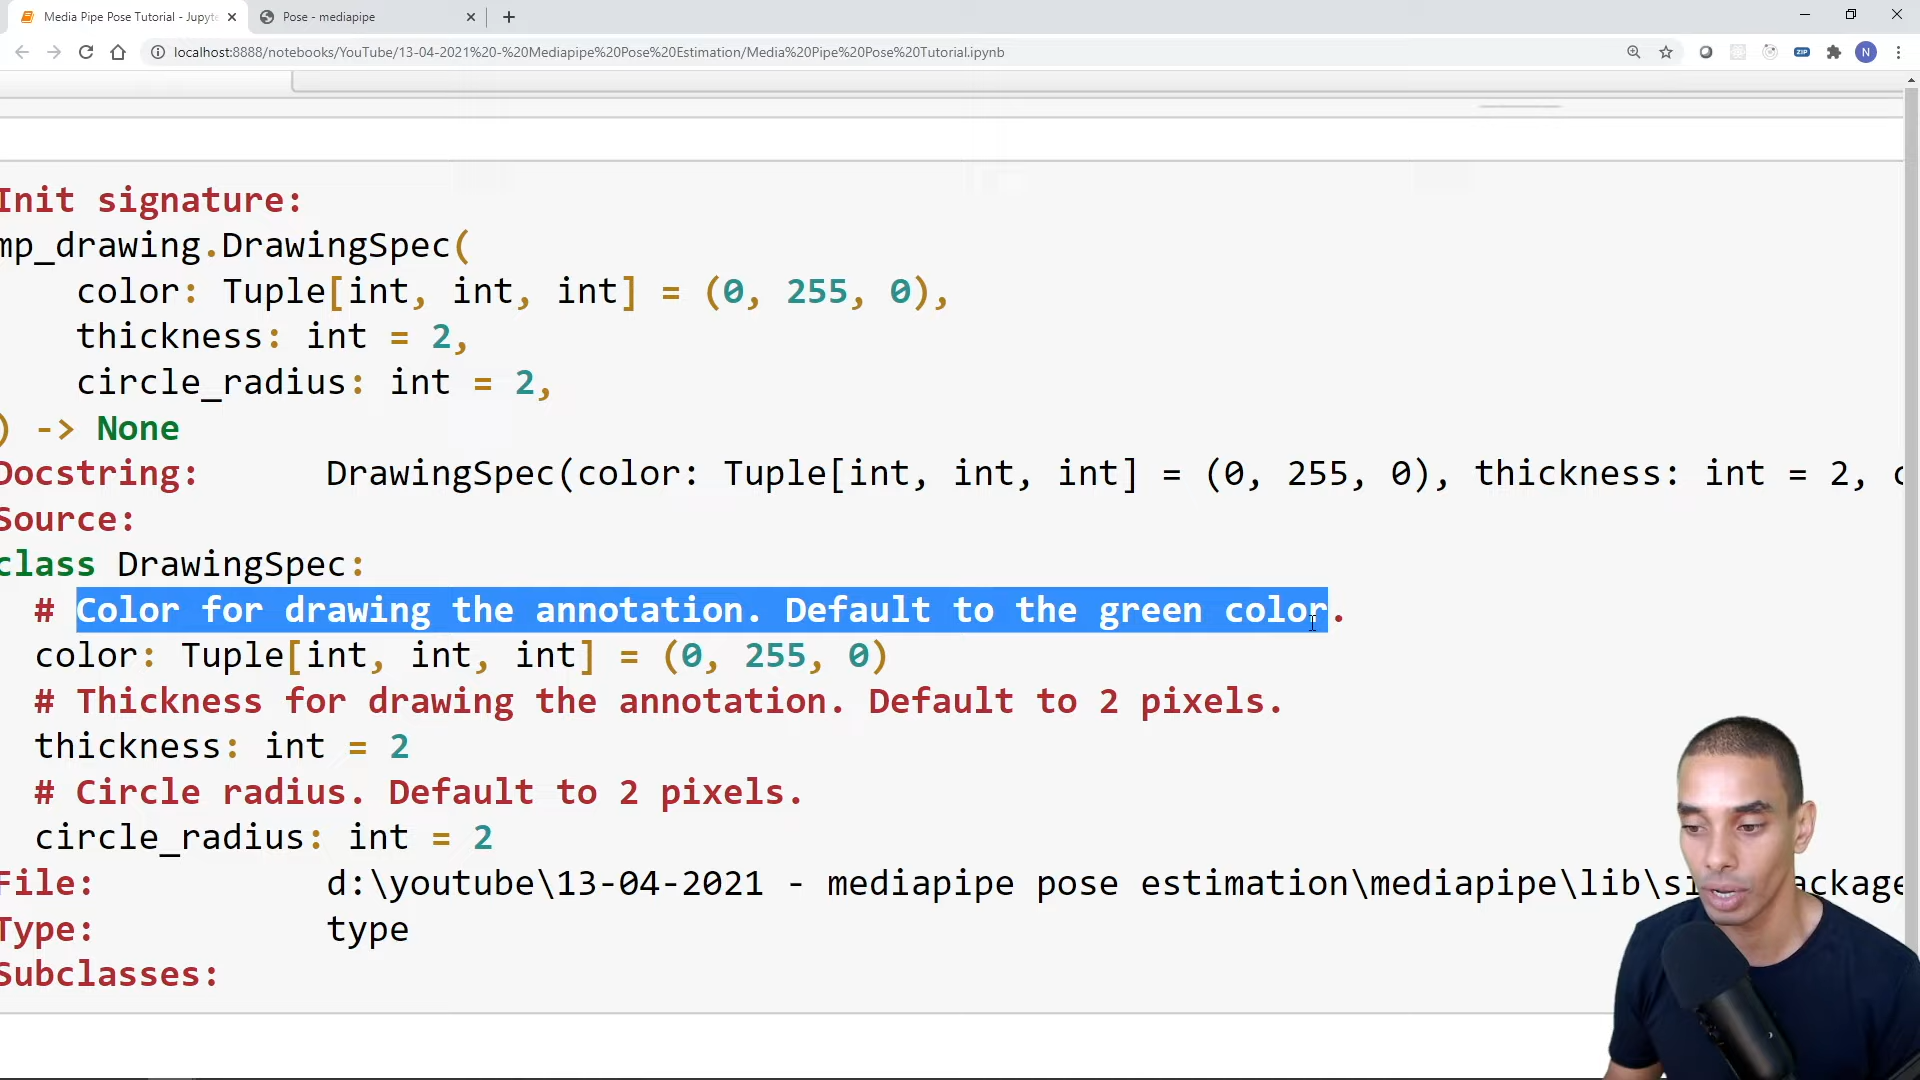 Media Pipe Pose Tutorial - Jupyt
Pose - mediapipe
localhost:8888/notebooks/YouTube/13-04-2021%20-%20Mediapipe%20Pose%20Estimation/Media%20Pipe%20Pose%20Tutorial.ipynb
ZIP
N
Init signature:
mp_drawing.DrawingSpec(
color: Tuple[int, int, int] = (0, 255, 0),
thickness: int = 2,
circle_radius: int = 2,
) -> None
Docstring: DrawingSpec(color: Tuple[int, int, int] = (0, 255, 0), thickness: int = 2, c
Source:
class DrawingSpec:
# Color for drawing the annotation. Default to the green color.
color: Tuple[int, int, int] = (0, 255, 0)
# Thickness for drawing the annotation. Default to 2 pixels.
thickness: int = 2
# Circle radius. Default to 2 pixels.
circle_radius: int = 2
File: d:\youtube\13-04-2021 - mediapipe pose estimation\mediapipe\lib\si ackage
Type: type
Subclasses: